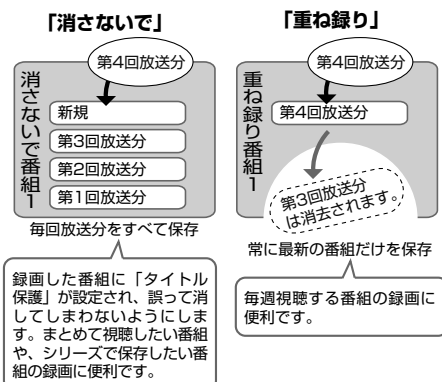 「消さないで」
第4回放送分
消さないで番組1
新規
第3回放送分
第2回放送分
第1回放送分
毎回放送分をすべて保存
録画した番組に「タイトル
保護」が設定され、誤って消
してしまわないようにしま
す。まとめて視聴したい番組
や、シリーズで保存したい番
組の録画に便利です。
「重ね録り」
第4回放送分
重ね録り番組1
第4回放送分
第3回放送分
は消去されます。
常に最新の番組だけを保存
毎週視聴する番組の録画に
便利です。